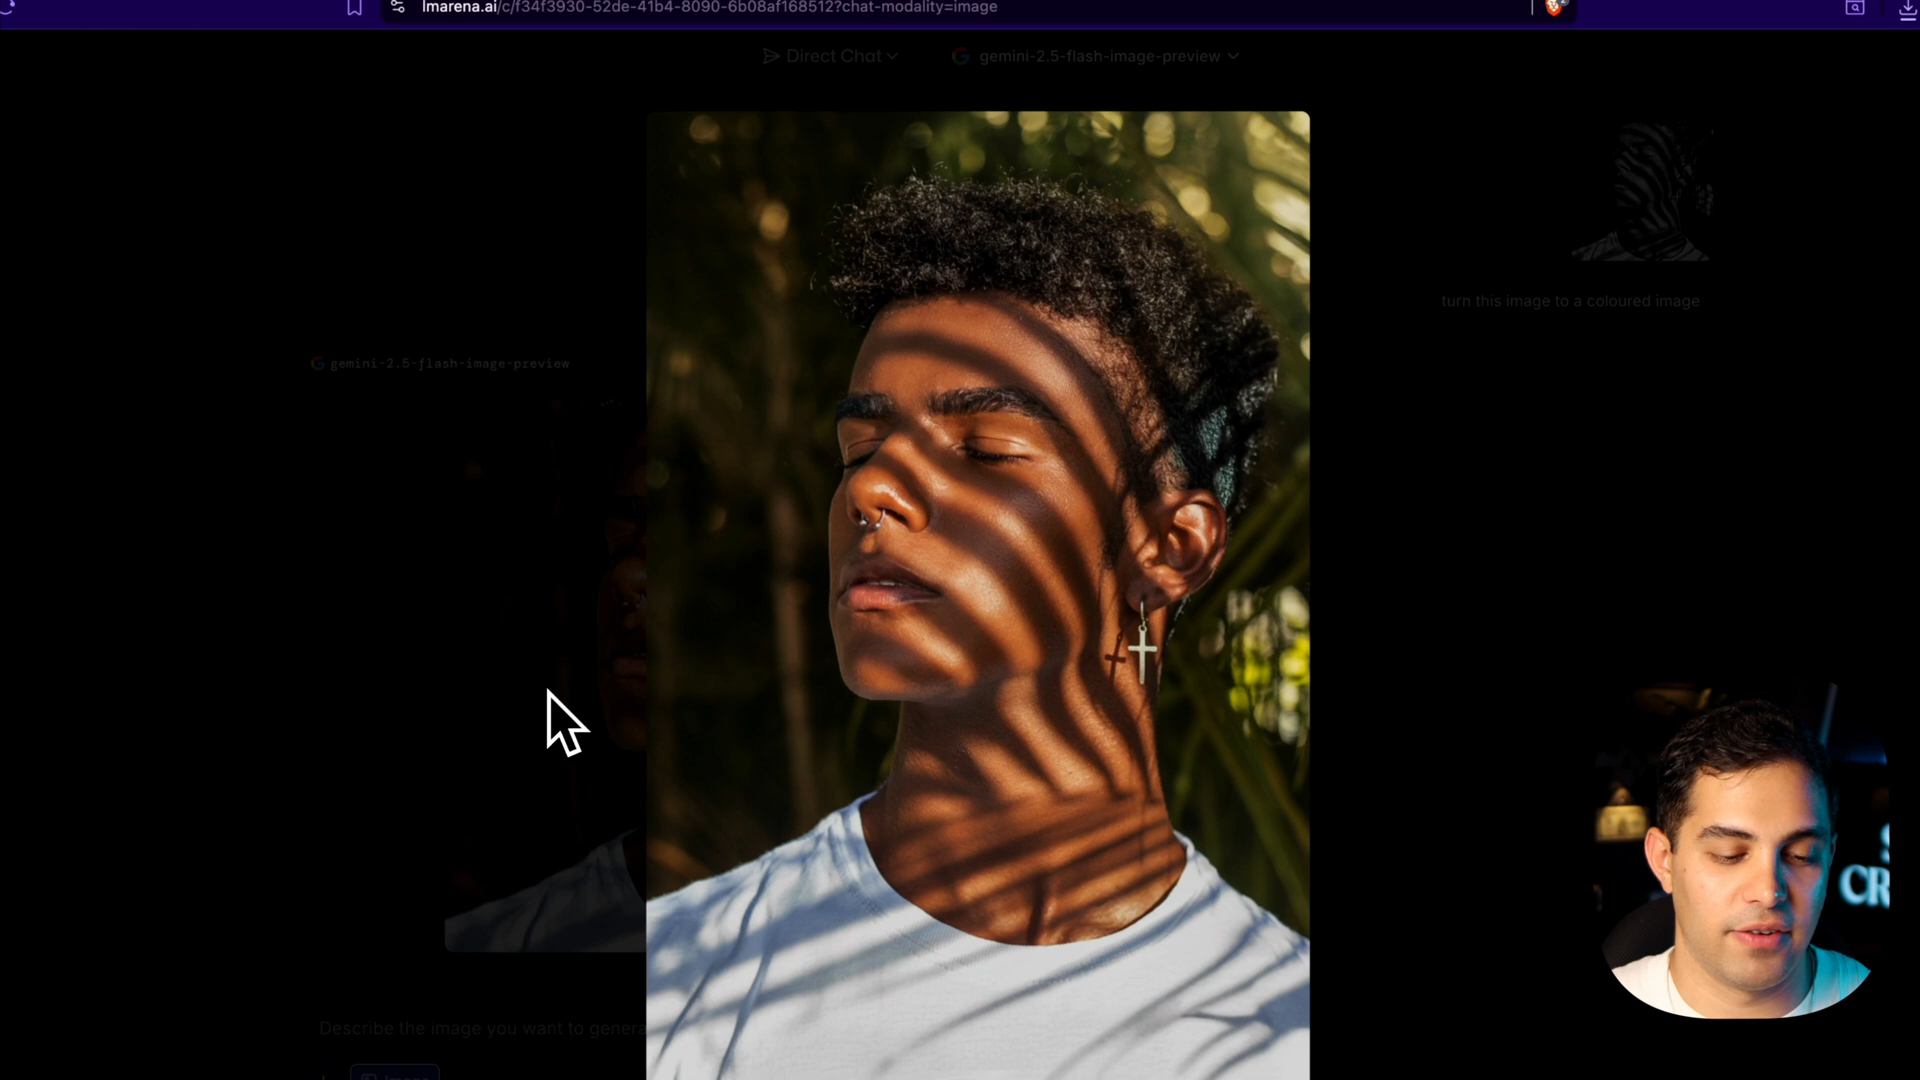 lmarena.ai/c/f34f3930-52de-41b4-8090-6b08af168512?chat-modality=image
Direct Chat
gemini-2.5-flash-image-preview
turn this image to a coloured image
gemini-2.5-flash-image-preview
Describe the image you want to genera
CR